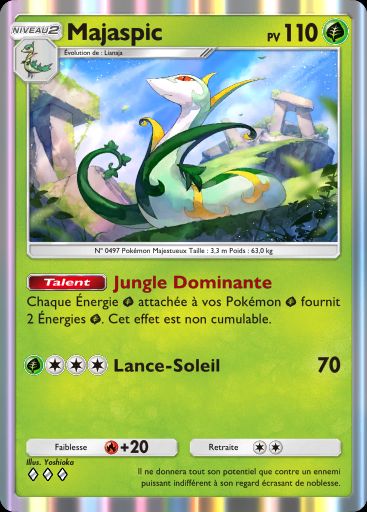 NIVEAU 2
Majaspic
PV 110
Évolution de : Lianaja
N° 0497 Pokémon Majestueux Taille : 3,3 m Poids : 63,0 kg
Talent Jungle Dominante
Chaque Énergie attachée à vos Pokémon fournit
2 Énergies . Cet effet est non cumulable.
Lance-Soleil 70
Faiblesse +20 Retraite
Illus. Yoshioka
Il ne donnera tout son potentiel que contre un ennemi
puissant indifférent à son regard écrasant de noblesse.